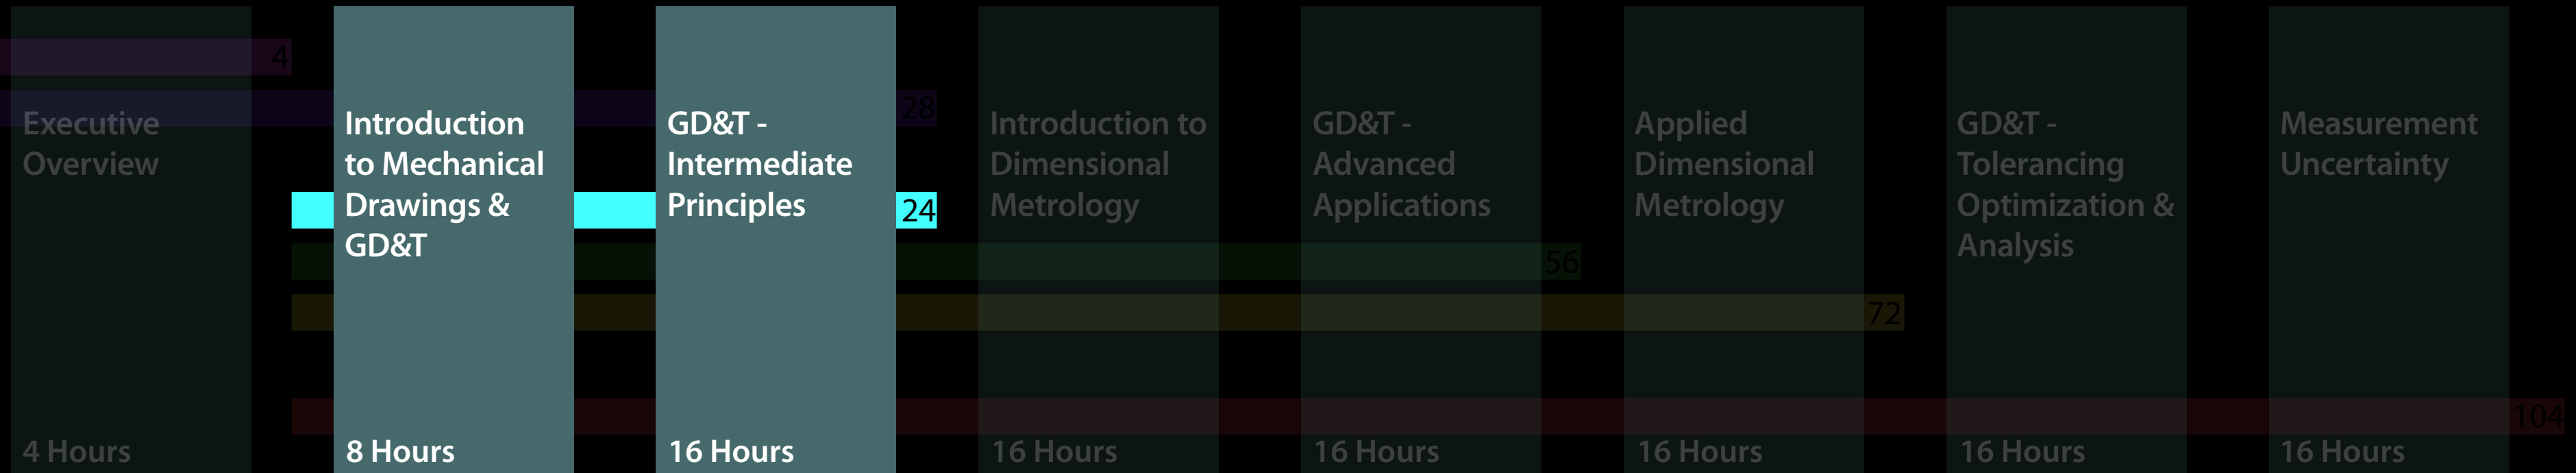 4
28
Executive
Overview
4 Hours
Introduction
to Mechanical
Drawings &
GD&T
8 Hours
GD&T -
Intermediate
Principles
16 Hours
24
Introduction to
Dimensional
Metrology
16 Hours
GD&T -
Advanced
Applications
16 Hours
56
Applied
Dimensional
Metrology
16 Hours
72
GD&T -
Tolerancing
Optimization &
Analysis
16 Hours
Measurement
Uncertainty
16 Hours
104